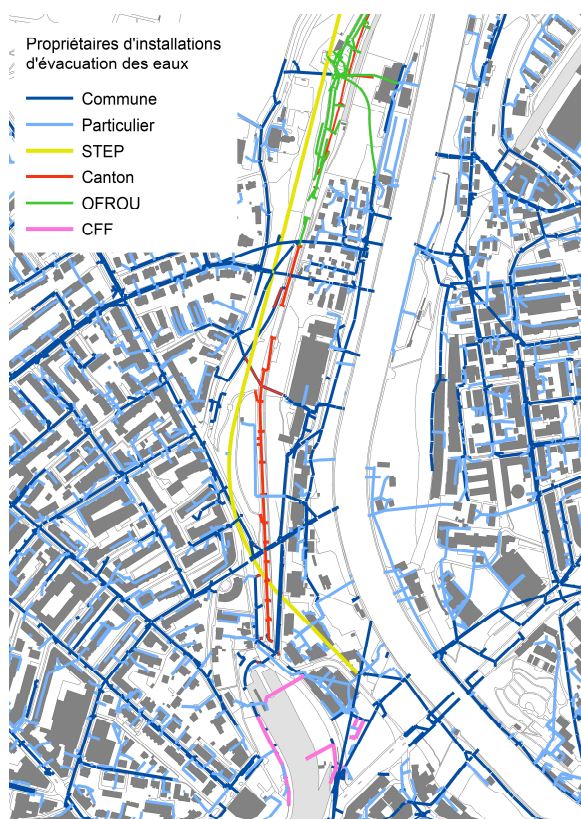 Propriétaires d'installations
d'évacuation des eaux
Commune
Particulier
STEP
Canton
OFROU
CFF